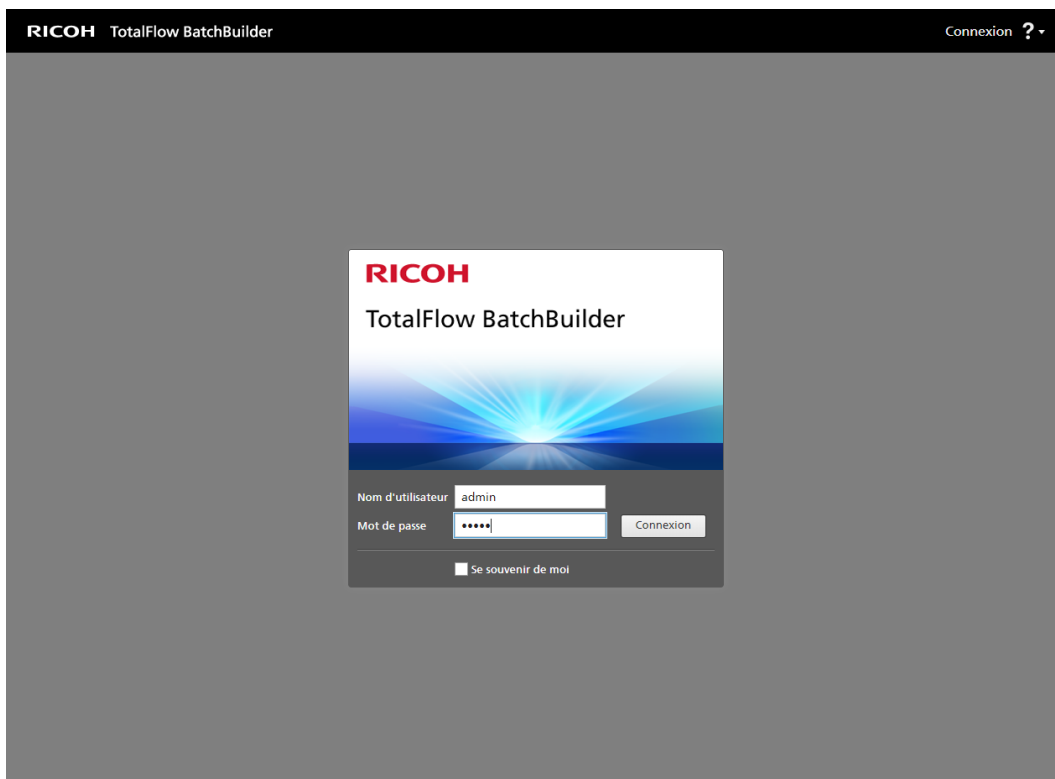 RICOH TotalFlow BatchBuilder Connexion ?
RICOH
TotalFlow BatchBuilder
Nom d'utilisateur admin
Mot de passe ••••• Connexion
Se souvenir de moi